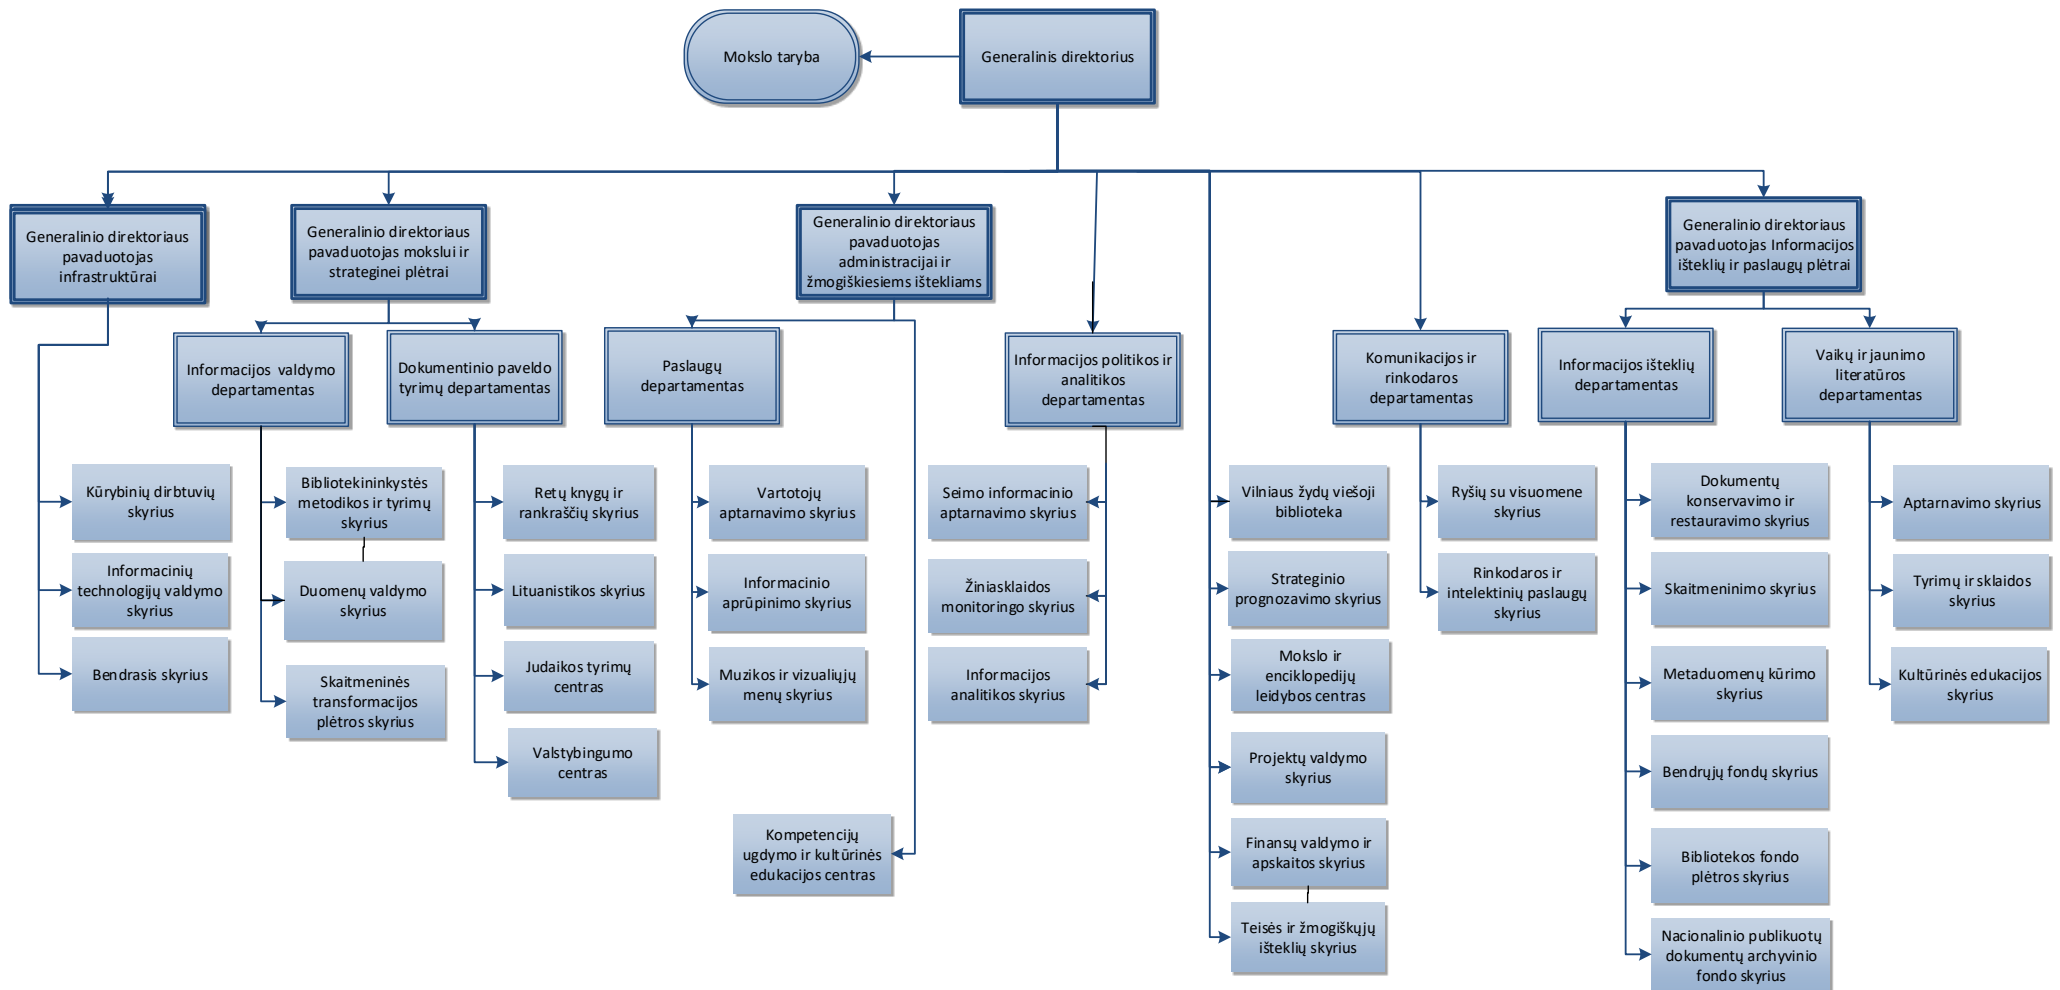 Mokslo taryba
Generalinis direktorius
Generalinio direktoriaus
pavaduotojas
infrastruktūrai
Generalinio direktoriaus
pavaduotojas mokslui ir
strateginei plėtrai
Generalinio direktoriaus
pavaduotojas
administracijai ir
žmogiškiesiems ištekliams
Generalinio direktoriaus
pavaduotojas Informacijos
išteklių ir paslaugų plėtrai
Informacijos valdymo
departamentas
Dokumentinio paveldo
tyrimų departamentas
Paslaugų
departamentas
Informacijos politikos ir
analitikos
departamentas
Komunikacijos ir
rinkodaros
departamentas
Informacijos išteklių
departamentas
Vaikų ir jaunimo
literatūros
departamentas
Kūrybinių dirbtuvių
skyrius
Informacinių
technologijų valdymo
skyrius
Bendrasis skyrius
Bibliotekininkystės
metodikos ir tyrimų
skyrius
Duomenų valdymo
skyrius
Skaitmeninės
transformacijos
plėtros skyrius
Retų knygų ir
rankraščių skyrius
Lituanistikos skyrius
Judaikos tyrimų
centras
Valstybingumo
centras
Vartotojų
aptarnavimo skyrius
Informacinio
aprūpinimo skyrius
Muzikos ir vizualiųjų
menų skyrius
Kompetencijų
ugdymo ir kultūrinės
edukacijos centras
Seimo informacinio
aptarnavimo skyrius
Žiniasklaidos
monitoringo skyrius
Informacijos
analitikos skyrius
Vilniaus žydų viešoji
biblioteka
Strateginio
prognozavimo skyrius
Mokslo ir
enciklopedijų
leidybos centras
Projektų valdymo
skyrius
Finansų valdymo ir
apskaitos skyrius
Teisės ir žmogiškųjų
išteklių skyrius
Ryšių su visuomene
skyrius
Rinkodaros ir
intelektinių paslaugų
skyrius
Dokumentų
konservavimo ir
restauravimo skyrius
Skaitmeninimo skyrius
Metaduomenų kūrimo
skyrius
Bendrųjų fondų skyrius
Bibliotekos fondo
plėtros skyrius
Nacionalinio publikuotų
dokumentų archyvinio
fondo skyrius
Aptarnavimo skyrius
Tyrimų ir sklaidos
skyrius
Kultūrinės edukacijos
skyrius